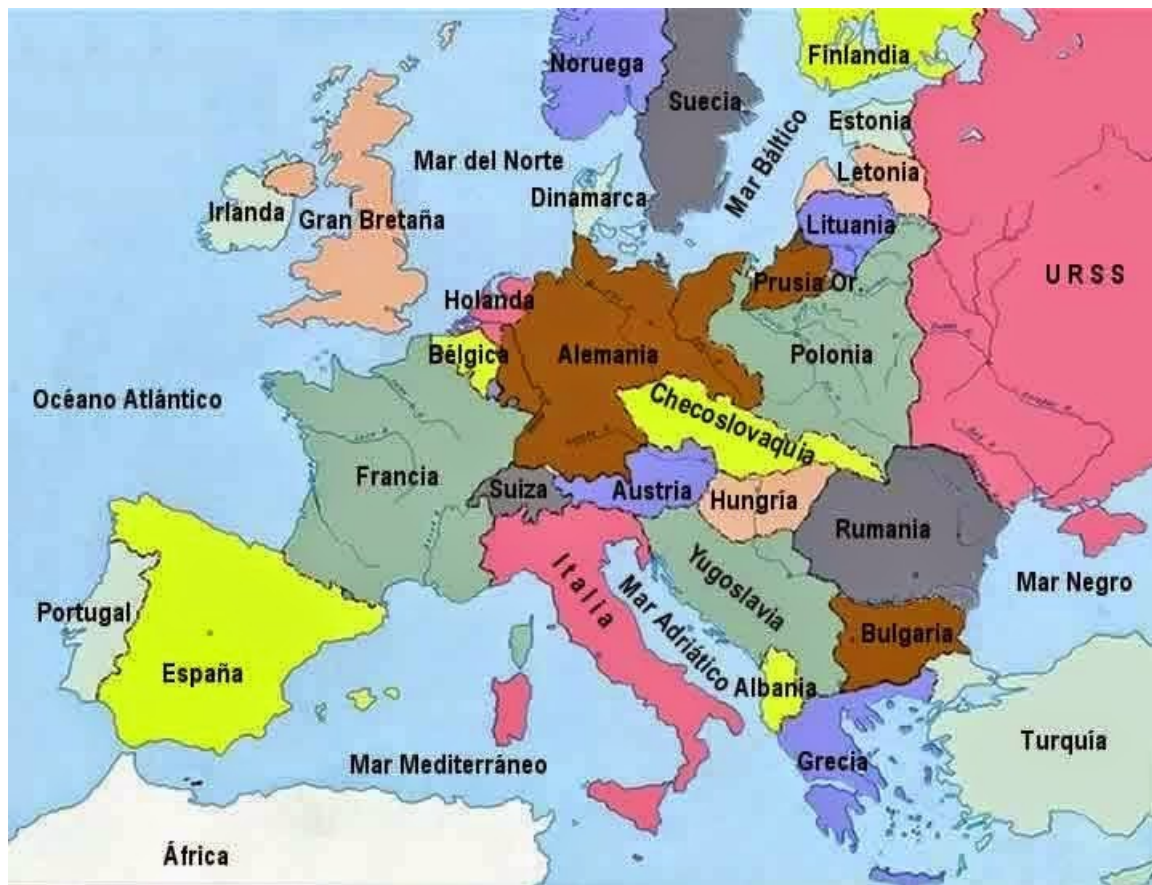 Noruega
Suecia
Finlandia
Estonia
Mar del Norte
Mar Báltico
Letonia
Dinamarca
Irlanda
Gran Bretaña
Lituania
Prusia Or.
URSS
Holanda
Bélgica
Alemania
Polonia
Océano Atlántico
Checoslovaquia
Francia
Suiza
Austria
Hungría
Rumania
Italia
Yugoslavia
Mar Negro
Portugal
Mar Adriático
Bulgaria
España
Albania
Turquía
Mar Mediterráneo
Grecia
África